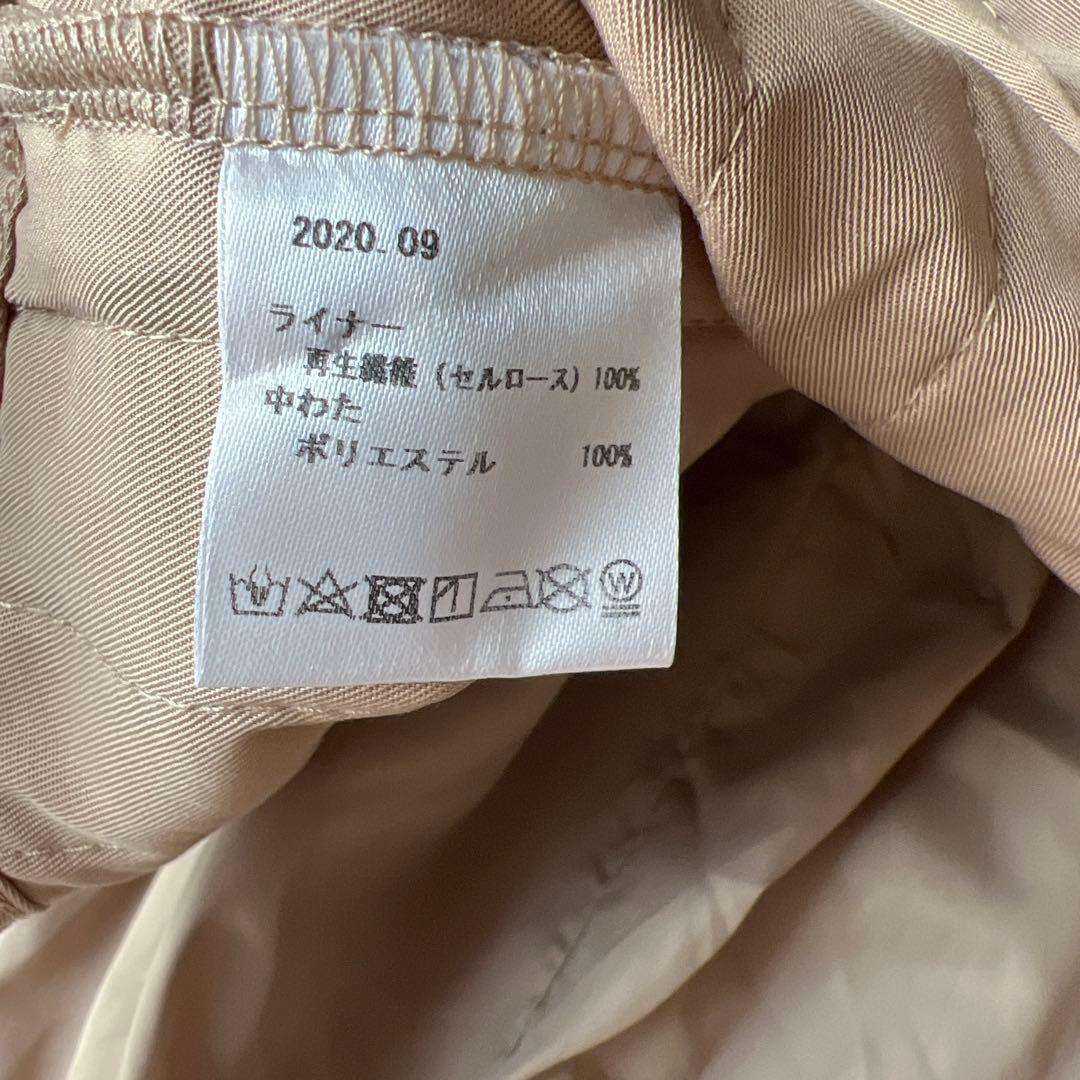 2020.09
ライナー
再生繊維 (セルロース) 100%
中わた
ポリエステル 100%
W